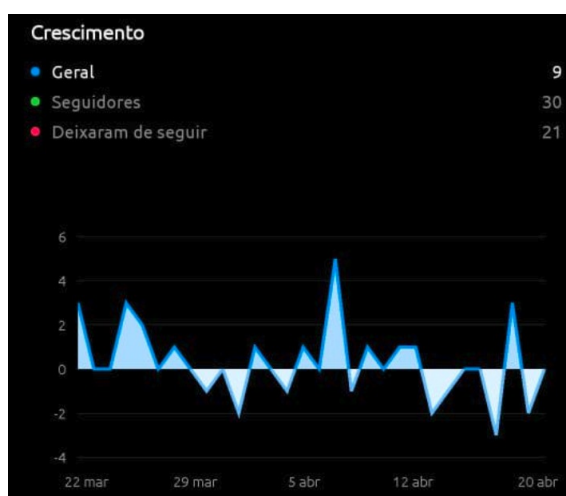 Crescimento
Geral 9
Seguidores 30
Deixaram de seguir 21
6
4
2
0
-2
-4
22 mar 29 mar 5 abr 12 abr 20 abr